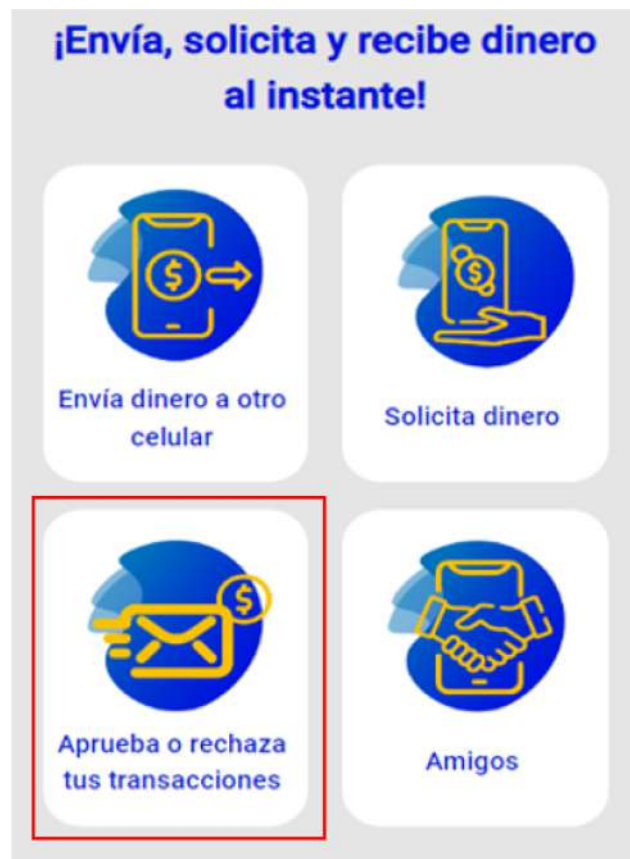 ¡Envía, solicita y recibe dinero
al instante!
$
$
Envía dinero a otro
celular
Solicita dinero
$
Aprueba o rechaza
tus transacciones
Amigos